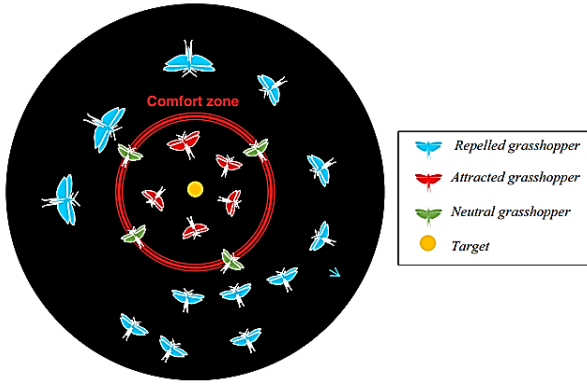 Comfort zone
Repelled grasshopper
Attracted grasshopper
Neutral grasshopper
Target